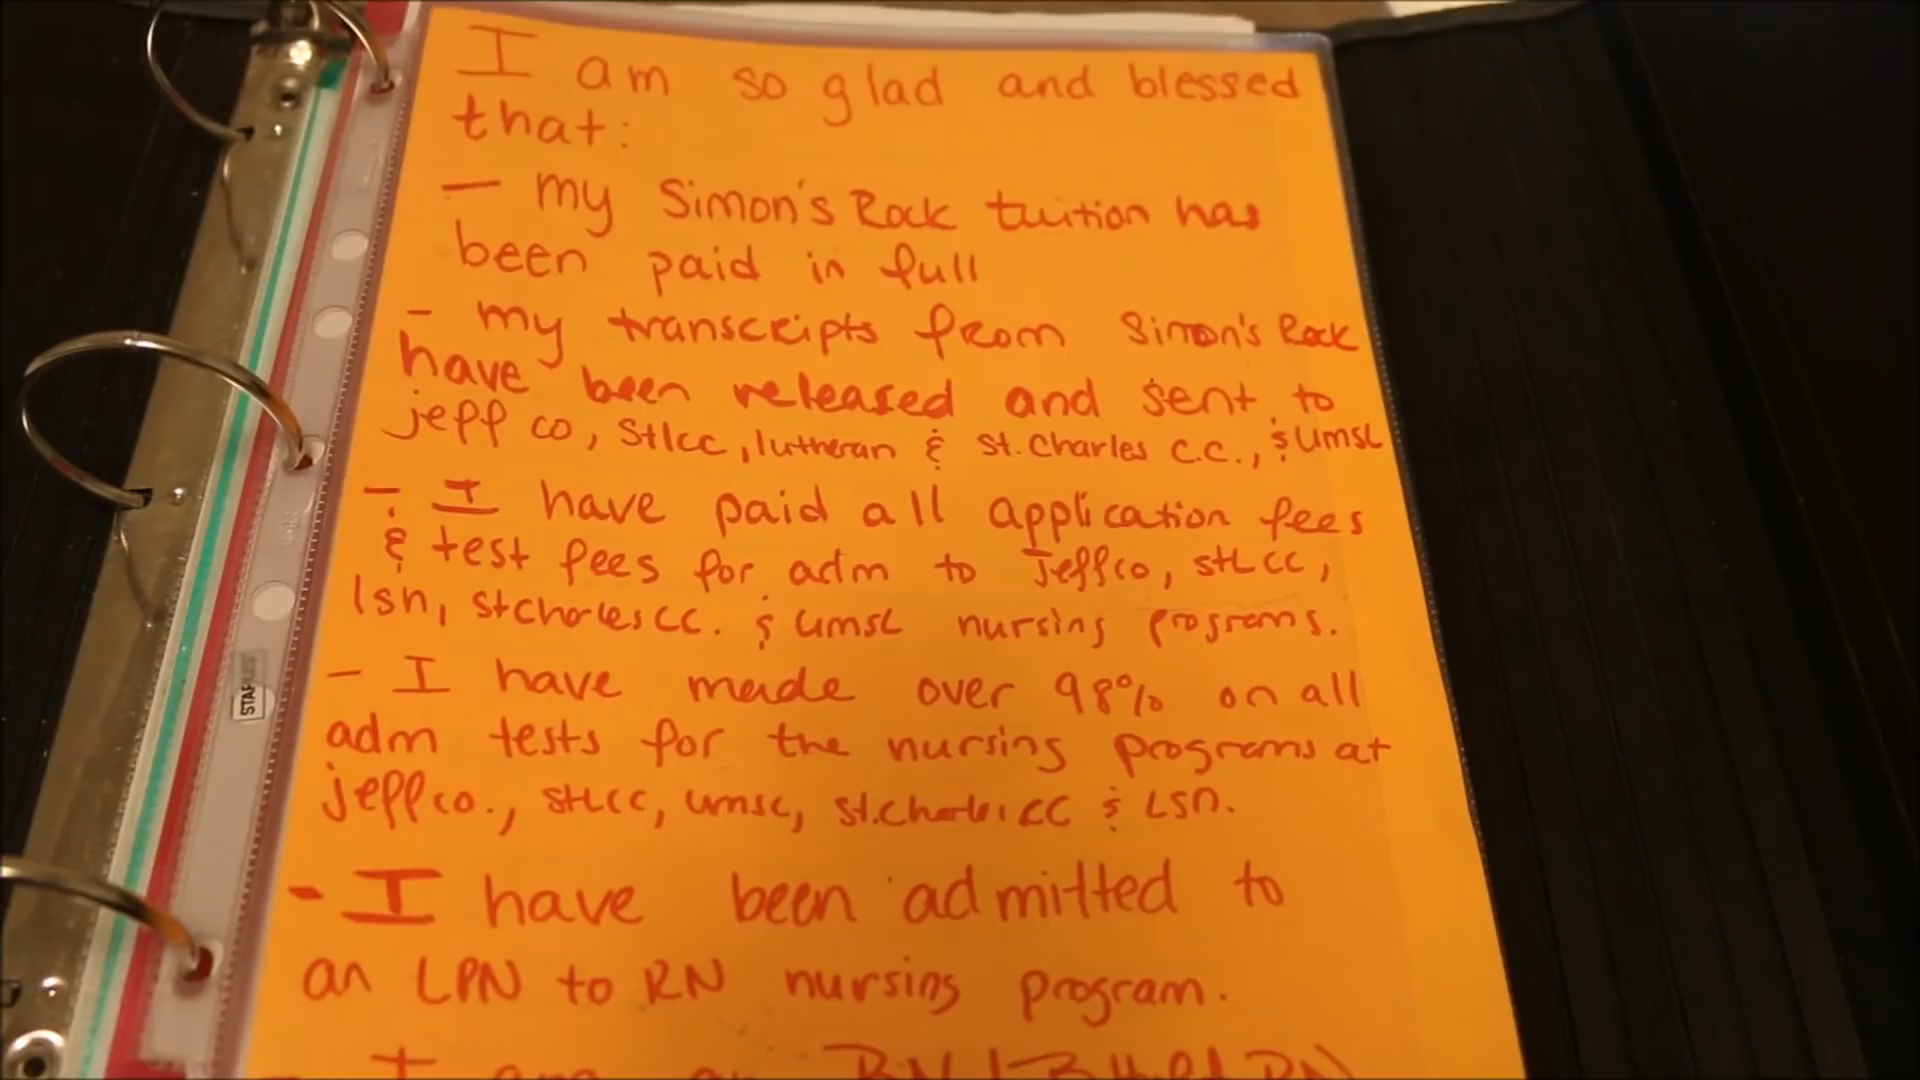 I am so glad and blessed
that:
- my Simon's Rock tuition has
been paid in full
- my transcripts from Simon's Rock
have been released and sent to
jeff co, Stlcc, lutheran & St. Charles C.C., & UMSL
- I have paid all application fees
& test fees for adm to Jeffco, stLCC,
lsn, stCharles CC. & UMSL nursing programs.
- I have made over 98% on all
adm tests for the nursing programs at
jeffco., stLCC, umsl, St. Charles CC & LSN.
- I have been admitted to
an LPN to RN nursing program.
- I am an